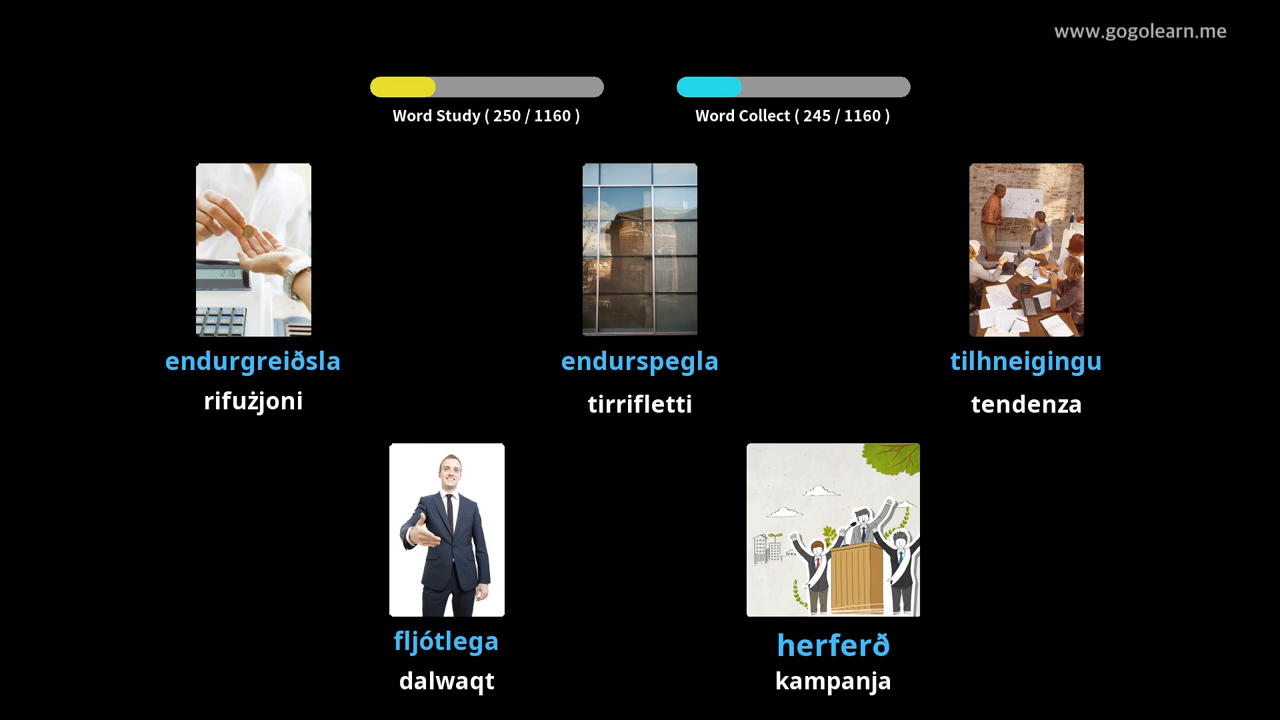 www.gogolearn.me
Word Study ( 250 / 1160 )
Word Collect ( 245 / 1160 )
endurgreiðsla
rifużjoni
endurspegla
tirrifletti
tilhneigingu
tendenza
fljótlega
dalwaqt
herferð
kampanja